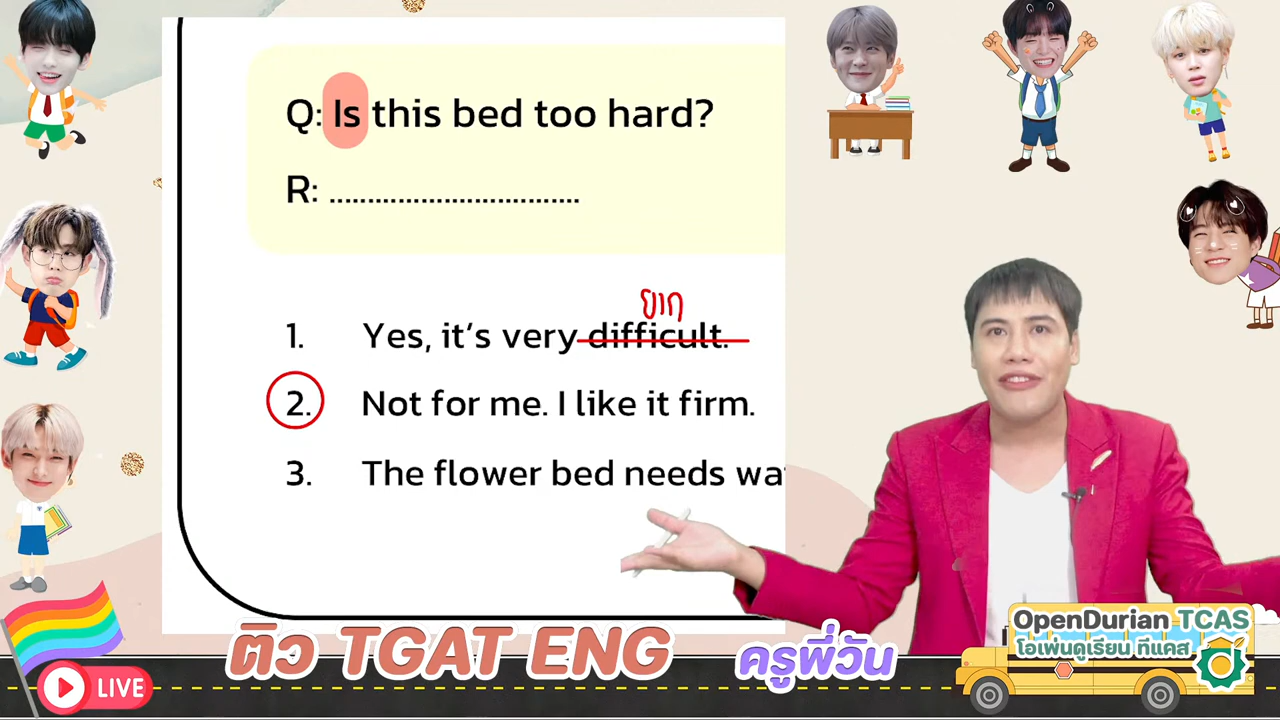 Q: Is this bed too hard?
R: .................................
ยาก
1. Yes, it's very difficult.
2. Not for me. I like it firm.
3. The flower bed needs
ติว TGAT ENG
ครูพี่วัน
OpenDurian TCAS
โอเพ่นดูเรียน ทีแคส
LIVE